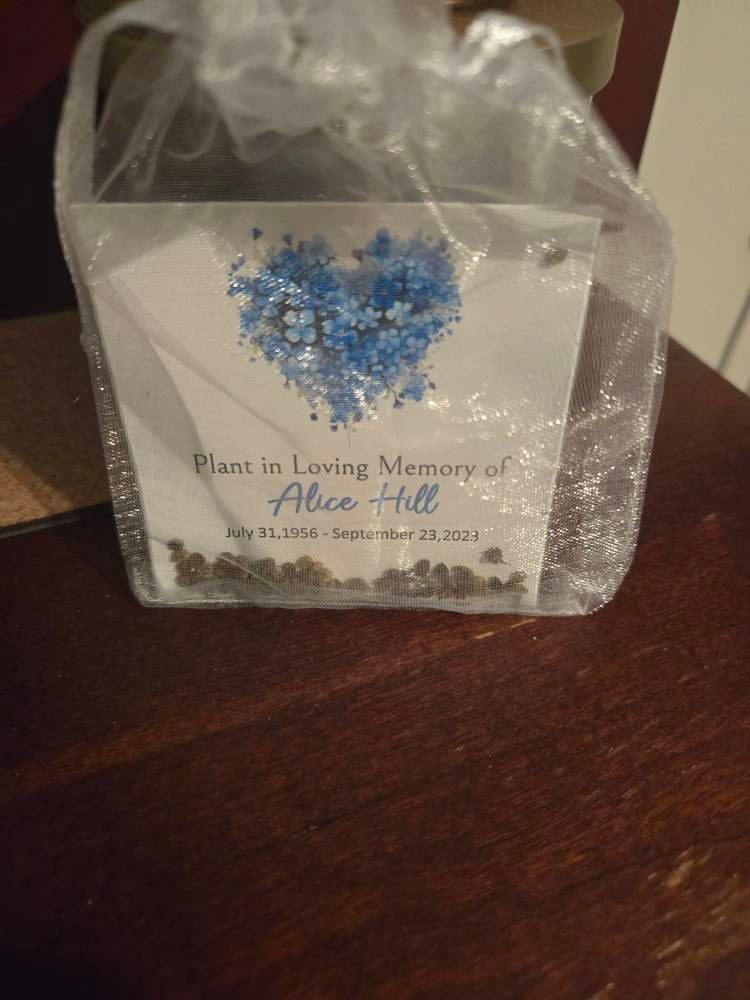 Plant in Loving Memory of
Alice Hill
July 31,1956 - September 23,2023